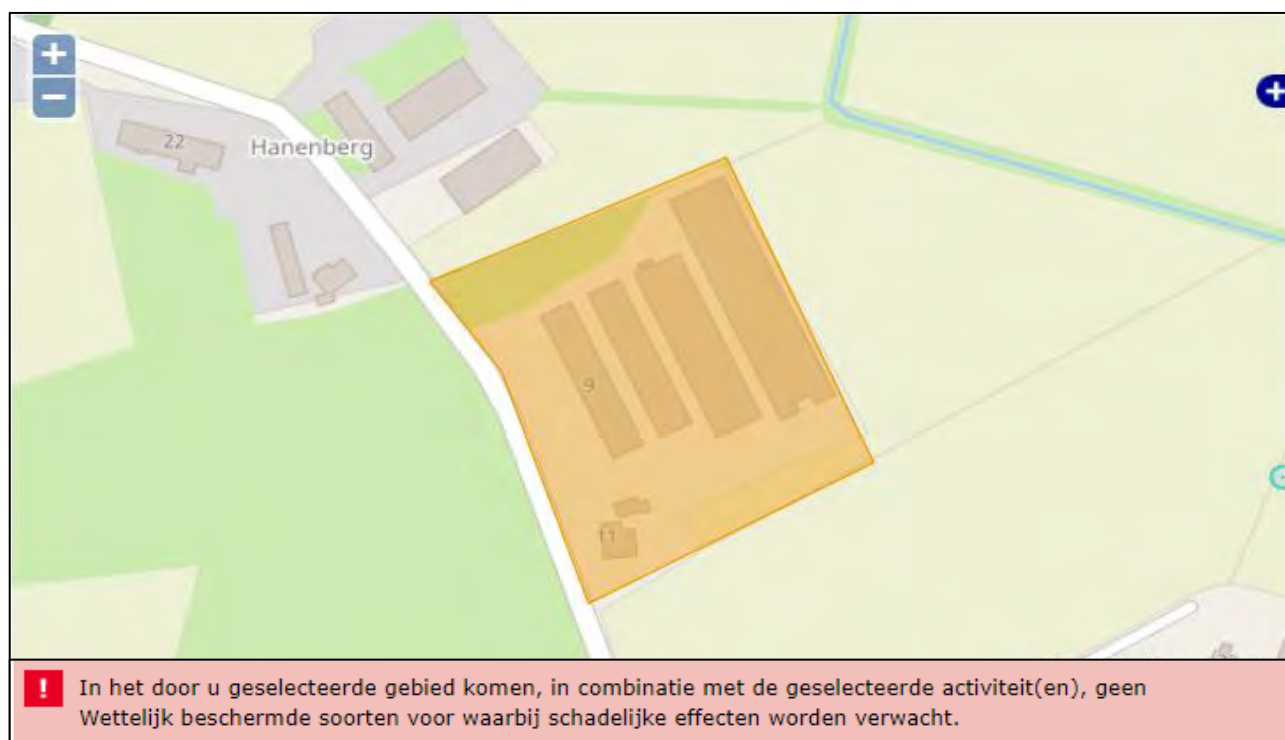 +
−
+
22
Hanenberg
9
11
! In het door u geselecteerde gebied komen, in combinatie met de geselecteerde activiteit(en), geen
Wettelijk beschermde soorten voor waarbij schadelijke effecten worden verwacht.